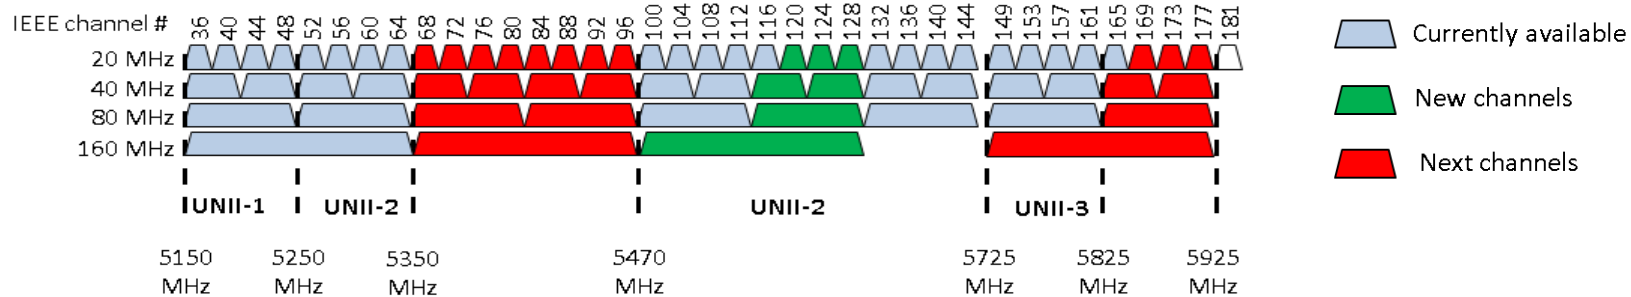 IEEE channel # 36 40 44 48 52 56 60 64 68 72 76 80 84 88 92 96 100 104 108 112 116 120 124 128 132 136 140 144 149 153 157 161 165 169 173 177 181
20 MHz
40 MHz
80 MHz
160 MHz
UNII-1 UNII-2 UNII-2 UNII-3
5150 5250 5350 5470 5725 5825 5925
MHz MHz MHz MHz MHz MHz MHz
Currently available
New channels
Next channels